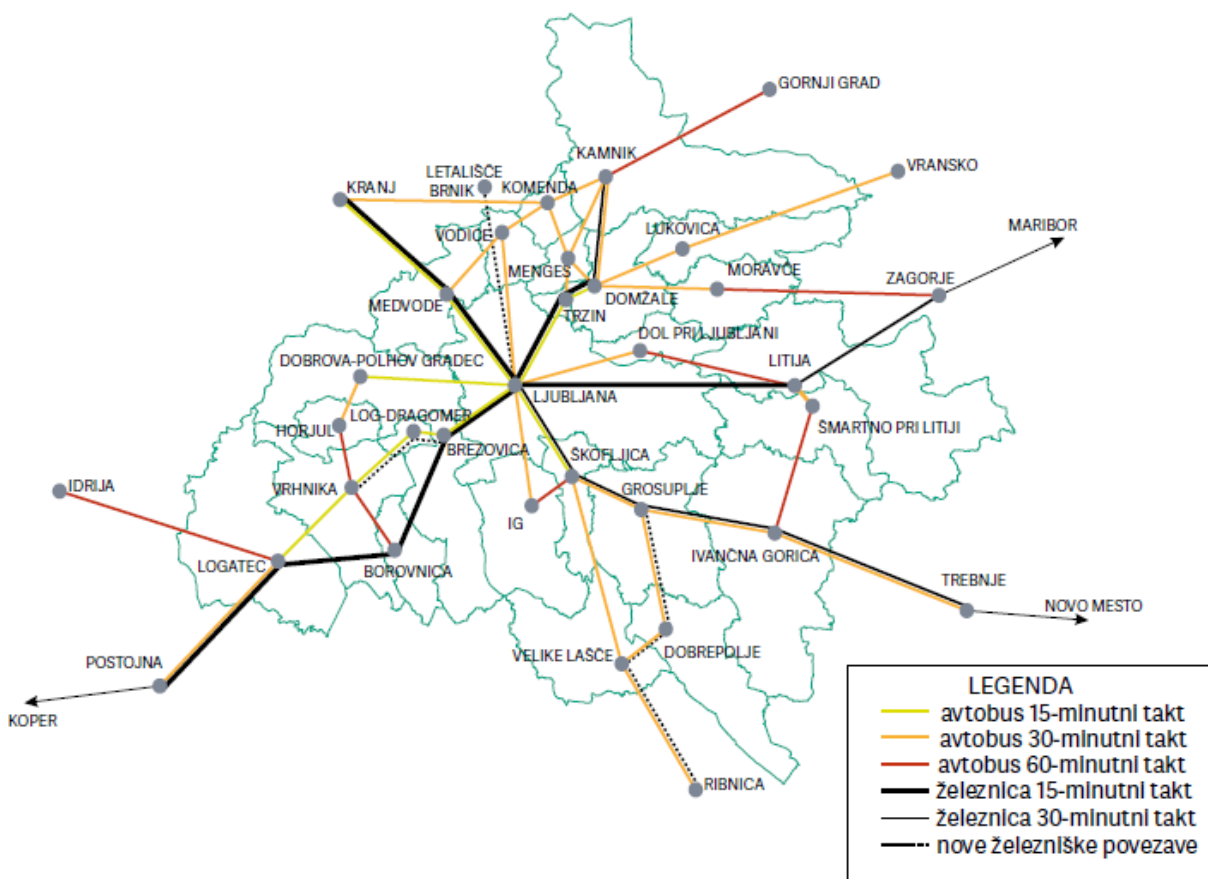 GORNJI GRAD
KAMNIK
VRANSKO
LETALIŠČE
BRNIK
KOMENDA
KRANJ
LUKOVICA
MARIBOR
VODICE
MENGEŠ
MORAVČE
ZAGORJE
MEDVODE
DOMŽALE
TRZIN
DOL PRI LJUBLJANI
LITIJA
DOBROVA-POLHOV GRADEC
LJUBLJANA
LOG-DRAGOMER
ŠMARTNO PRI LITIJI
HORJUL
BREZOVICA
ŠKOFLJICA
IDRIJA
VRHNIKA
GROSUPLJE
IG
IVANČNA GORICA
LOGATEC
BOROVNICA
TREBNJE
NOVO MESTO
DOBREPOLJE
VELIKE LAŠČE
POSTOJNA
KOPER
RIBNICA
LEGENDA
avtobus 15-minutni takt
avtobus 30-minutni takt
avtobus 60-minutni takt
železnica 15-minutni takt
železnica 30-minutni takt
nove železniške povezave